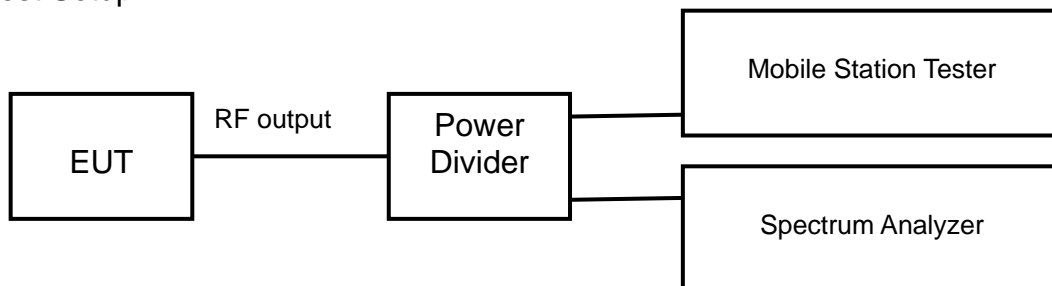 Mobile Station Tester
RF output
EUT
Power
Divider
Spectrum Analyzer